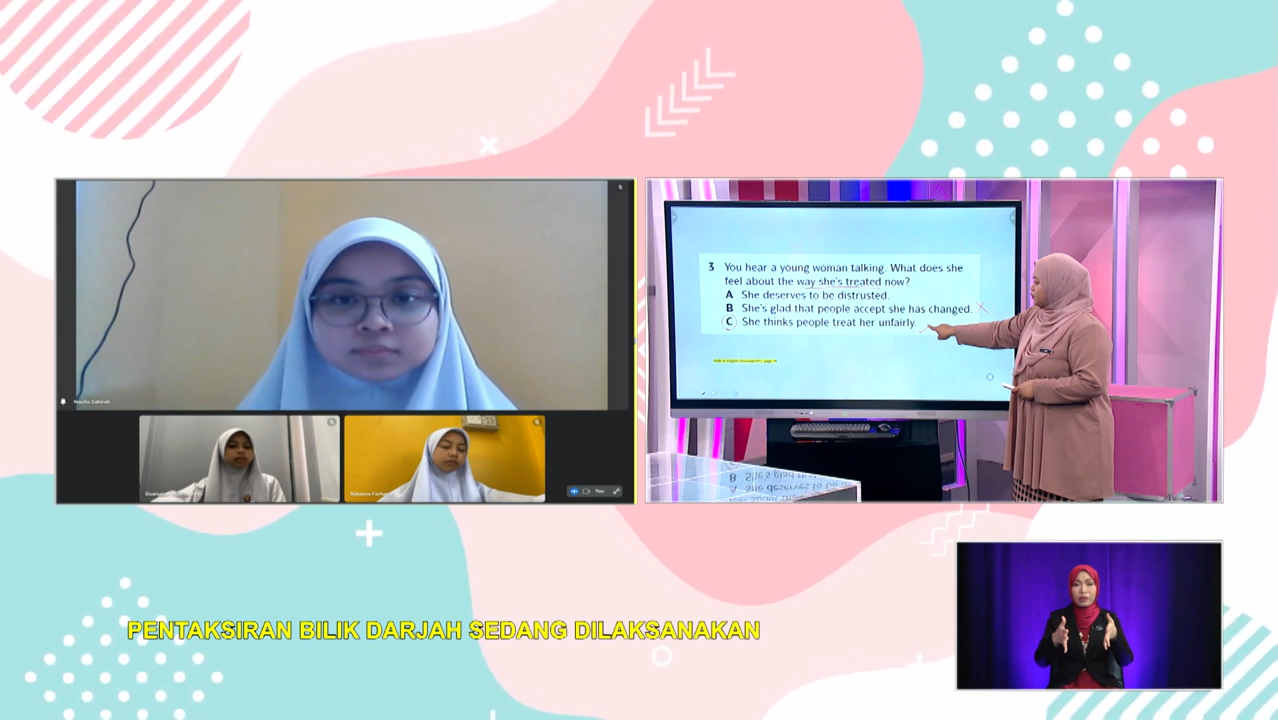 3 You hear a young woman talking. What does she
feel about the way she's treated now?
A She deserves to be distrusted.
B She's glad that people accept she has changed.
C She thinks people treat her unfairly.
You
PENTAKSIRAN BILIK DARJAH SEDANG DILAKSANAKAN